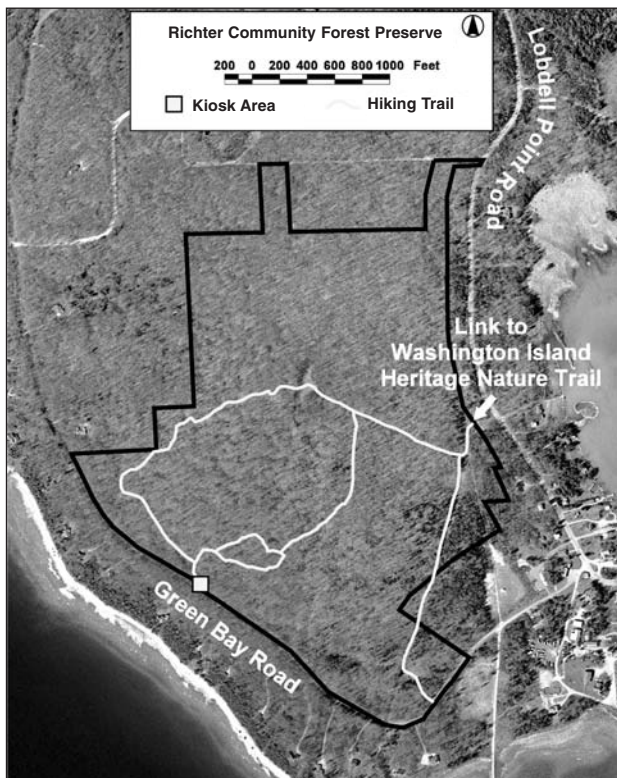 Richter Community Forest Preserve
200 0 200 400 600 800 1000 Feet
Kiosk Area
Hiking Trail
Lobdell Point Road
Link to
Washington Island
Heritage Nature Trail
Green Bay Road